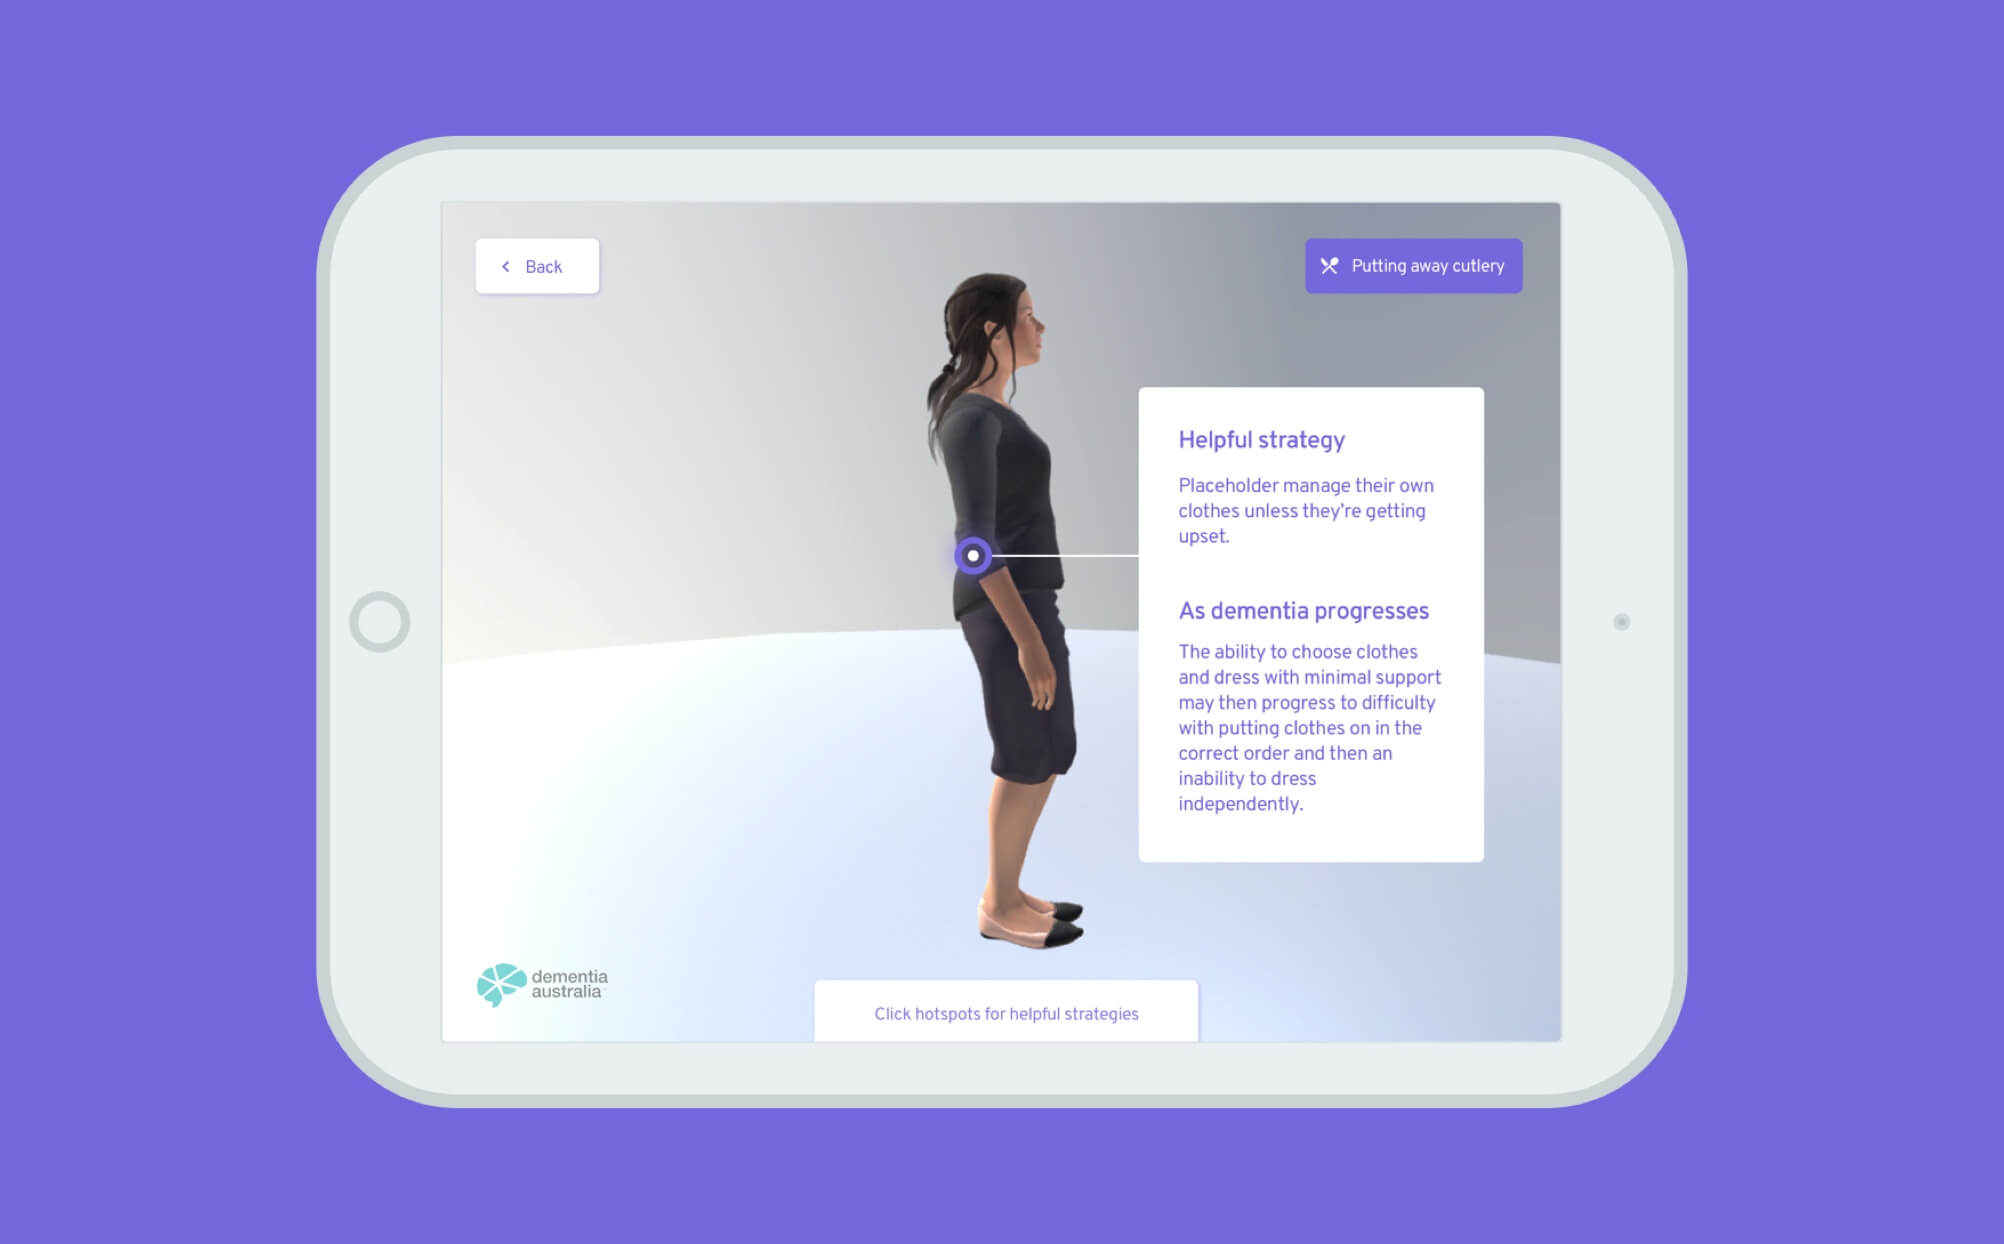 Back
Putting away cutlery
Helpful strategy
Placeholder manage their own
clothes unless they're getting
upset.
As dementia progresses
The ability to choose clothes
and dress with minimal support
may then progress to difficulty
with putting clothes on in the
correct order and then an
inability to dress
independently.
dementia
australia
Click hotspots for helpful strategies